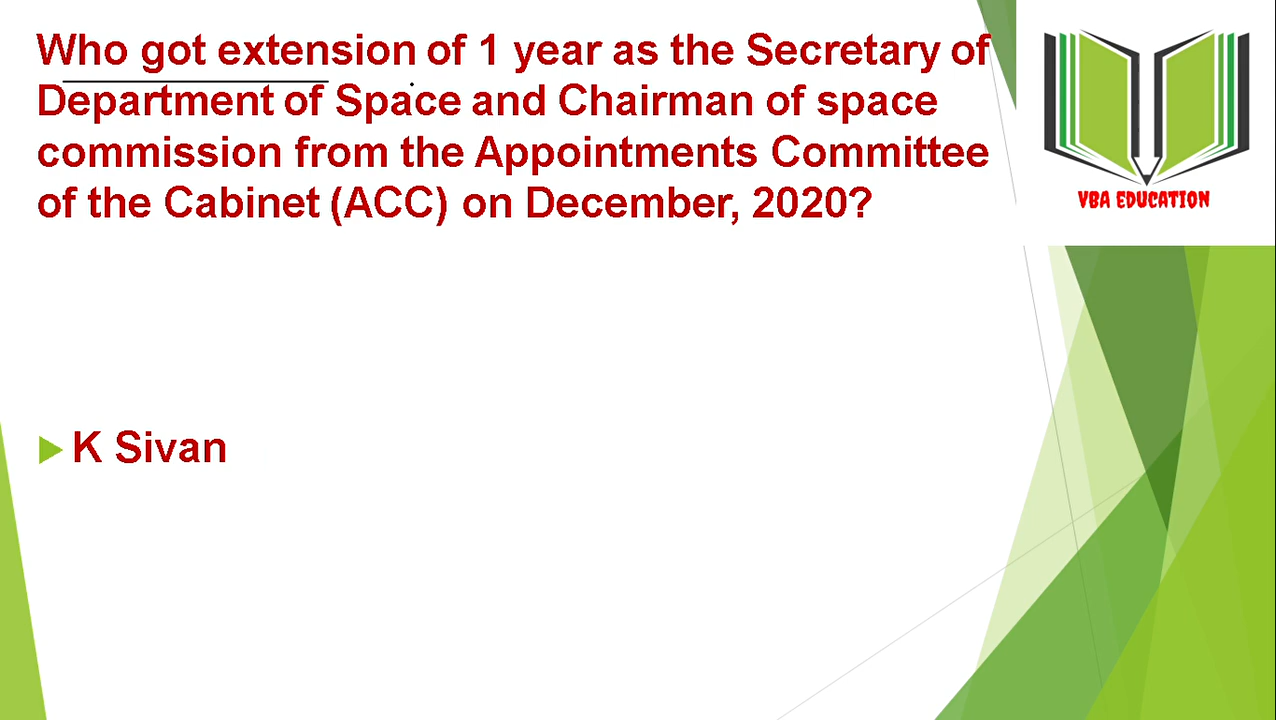 Who got extension of 1 year as the Secretary of
Department of Space and Chairman of space
commission from the Appointments Committee
of the Cabinet (ACC) on December, 2020?
VBA EDUCATION
K Sivan